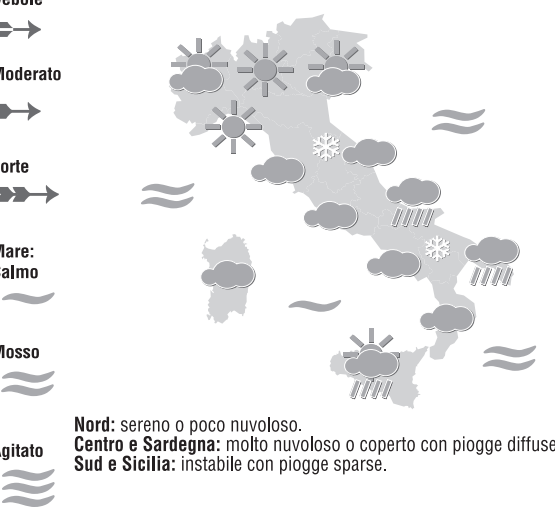 ebole
Moderato
orte
Mare:
Calmo
Mosso
Agitato
Nord: sereno o poco nuvoloso.
Centro e Sardegna: molto nuvoloso o coperto con piogge diffuse
Sud e Sicilia: instabile con piogge sparse.